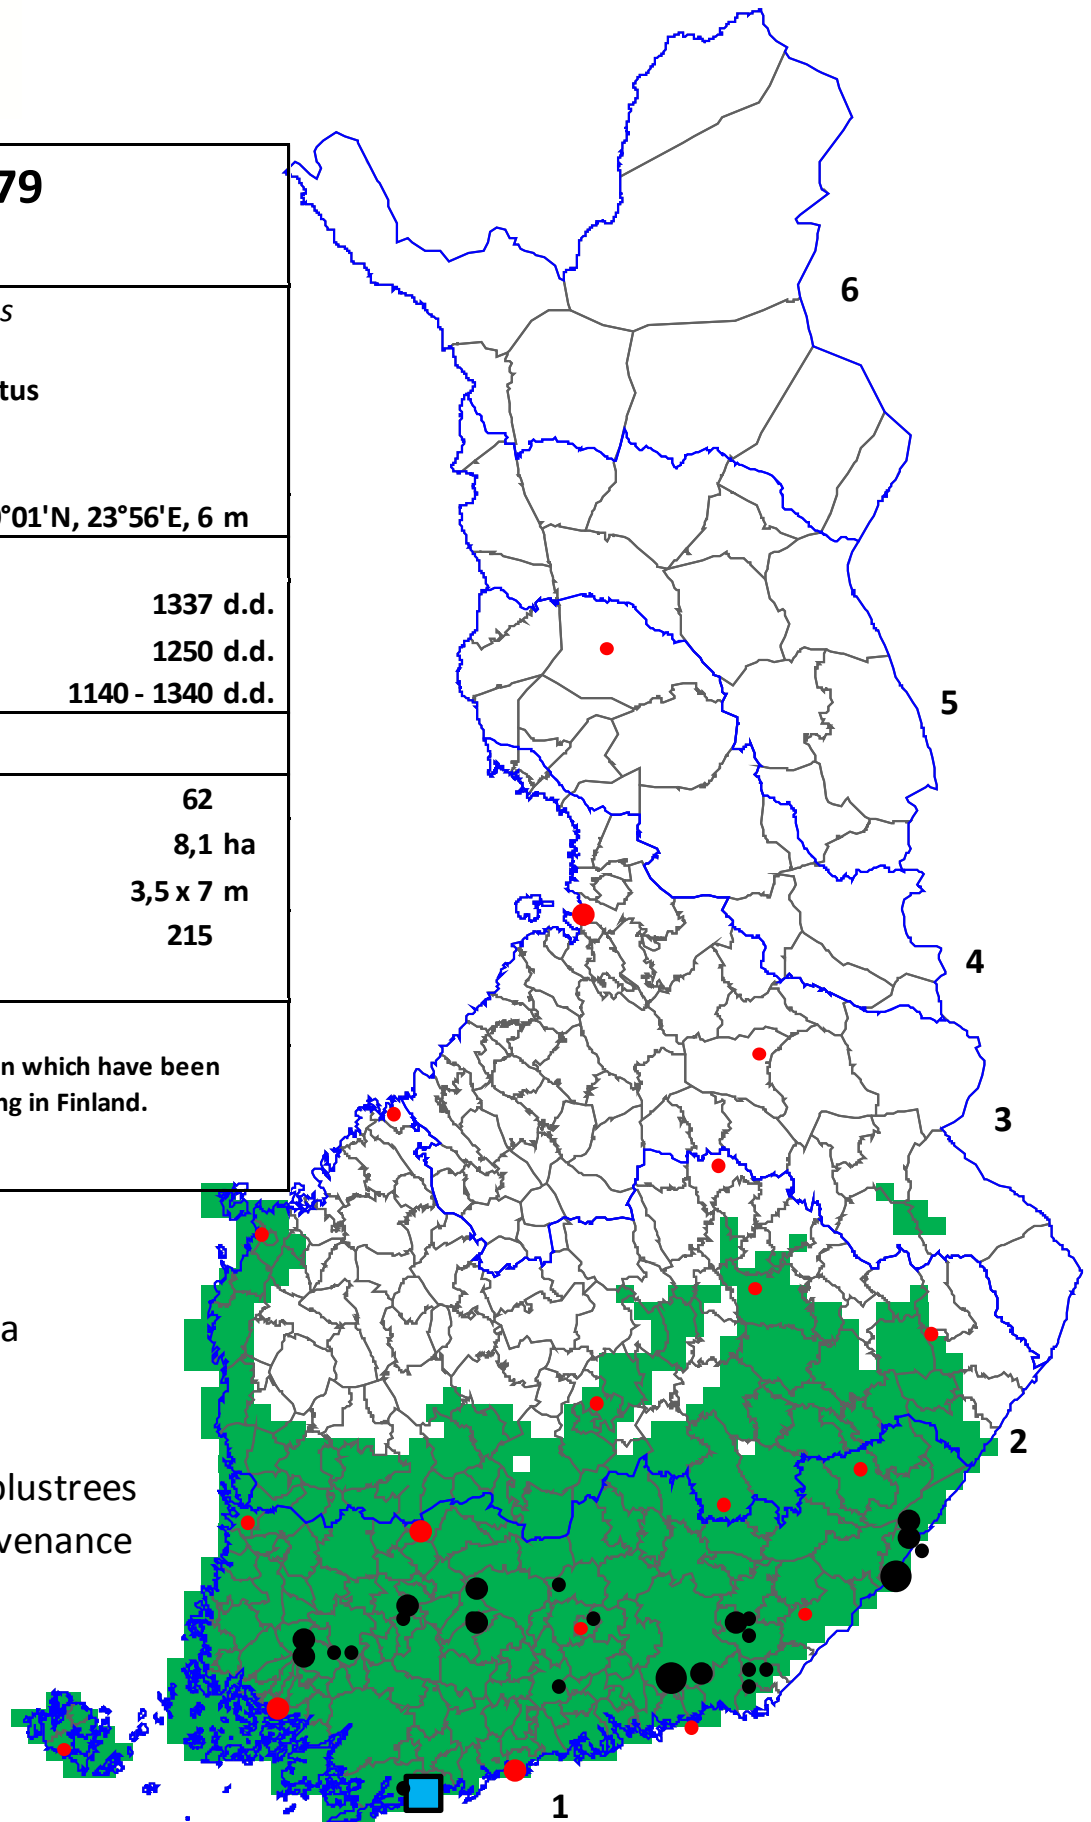 79
s
tus
°01'N, 23°56'E, 6 m
1337 d.d.
1250 d.d.
1140 - 1340 d.d.
62
8,1 ha
3,5 x 7 m
215
n which have been
ng in Finland.
a
plustrees
venance
6
5
4
3
2
1